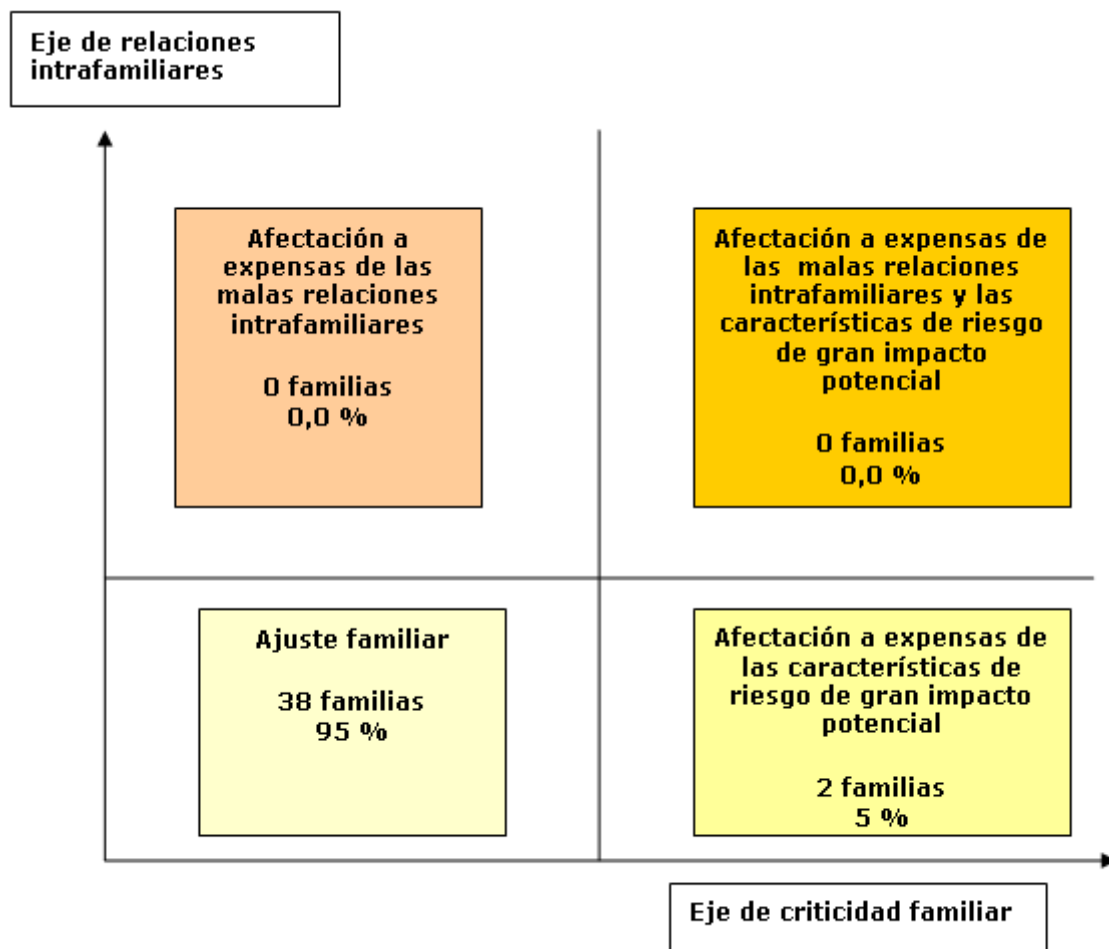 Eje de relaciones
intrafamiliares
Afectación a
expensas de las
malas relaciones
intrafamiliares
0 familias
0,0 %
Afectación a expensas de
las malas relaciones
intrafamiliares y las
características de riesgo
de gran impacto
potencial
0 familias
0,0 %
Ajuste familiar
38 familias
95 %
Afectación a expensas de
las características de
riesgo de gran impacto
potencial
2 familias
5 %
Eje de criticidad familiar